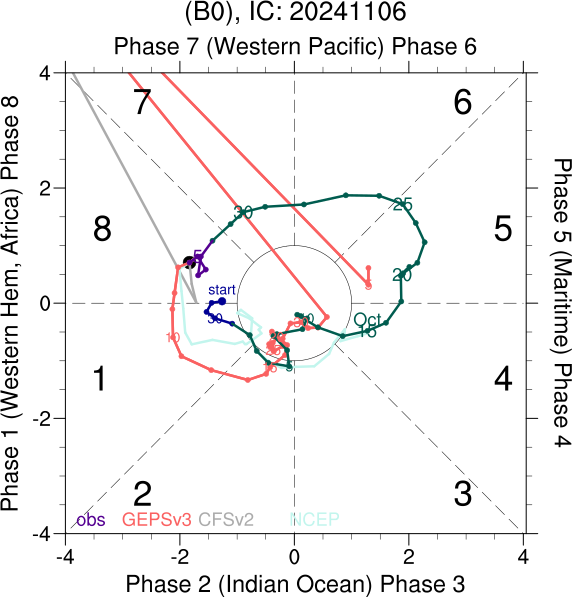 (B0), IC: 20241106
Phase 7 (Western Pacific) Phase 6
4
7
6
Phase 1 (Western Hem, Africa) Phase 8
Phase 5 (Maritime) Phase 4
2
30
25
8
5
5
20
start
5
0
Oct
30
15
10
1
4
-2
2
3
obs GEPSv3 CFSv2 NCEP
-4
-4 -2 0 2 4
Phase 2 (Indian Ocean) Phase 3